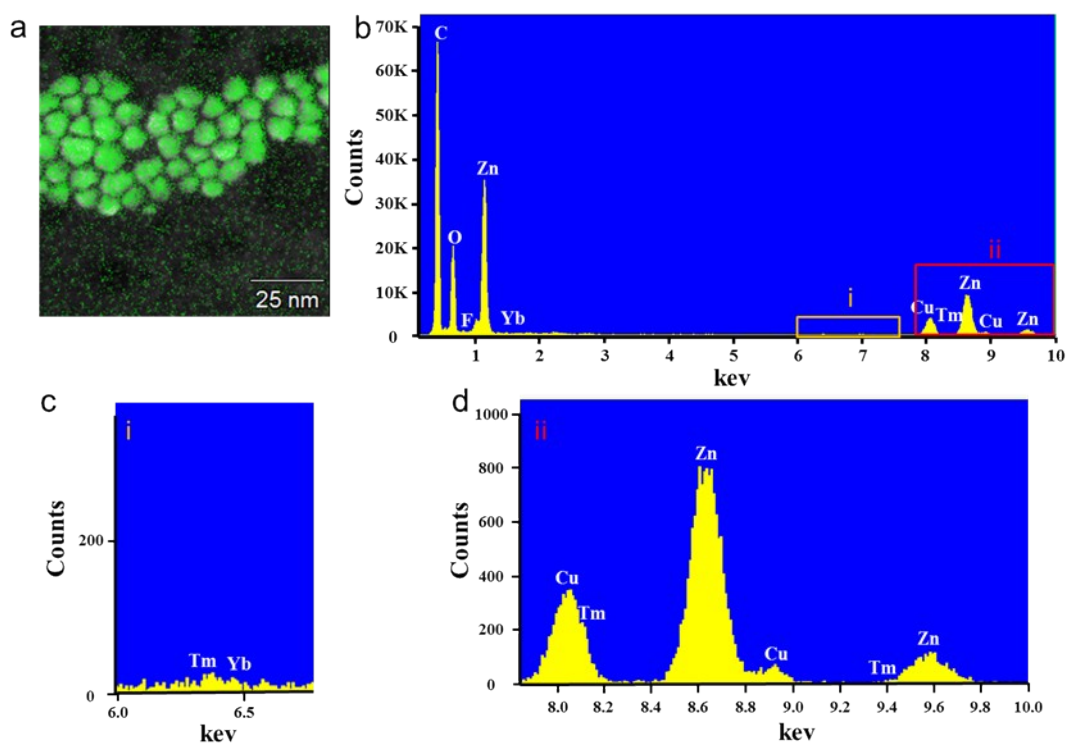 a
25 nm
b
70K
60K
50K
40K
30K
20K
10K
0
Counts
C
O
F
Zn
Yb
i
ii
Cu
Tm
Zn
Cu
Zn
1 2 3 4 5 6 7 8 9 10
kev
c
i
200
0
Counts
Tm Yb
6.0 6.5
kev
d
ii
1000
800
600
400
200
0
Counts
Cu
Tm
Zn
Cu
Tm
Zn
8.0 8.2 8.4 8.6 8.8 9.0 9.2 9.4 9.6 9.8 10.0
kev